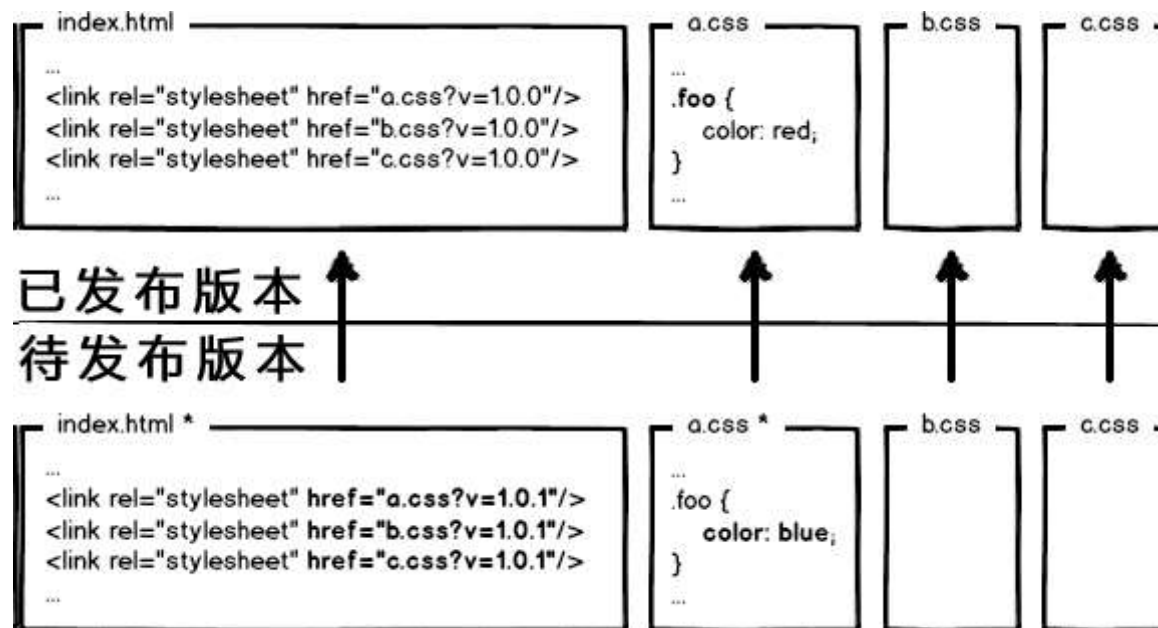 index.html
...
<link rel="stylesheet" href="a.css?v=1.0.0"/>
<link rel="stylesheet" href="b.css?v=1.0.0"/>
<link rel="stylesheet" href="c.css?v=1.0.0"/>
...
a.css
...
.foo {
color: red;
}
...
b.css
c.css
已发布版本
待发布版本
index.html *
...
<link rel="stylesheet" href="a.css?v=1.0.1"/>
<link rel="stylesheet" href="b.css?v=1.0.1"/>
<link rel="stylesheet" href="c.css?v=1.0.1"/>
...
a.css *
...
.foo {
color: blue;
}
...
b.css
c.css